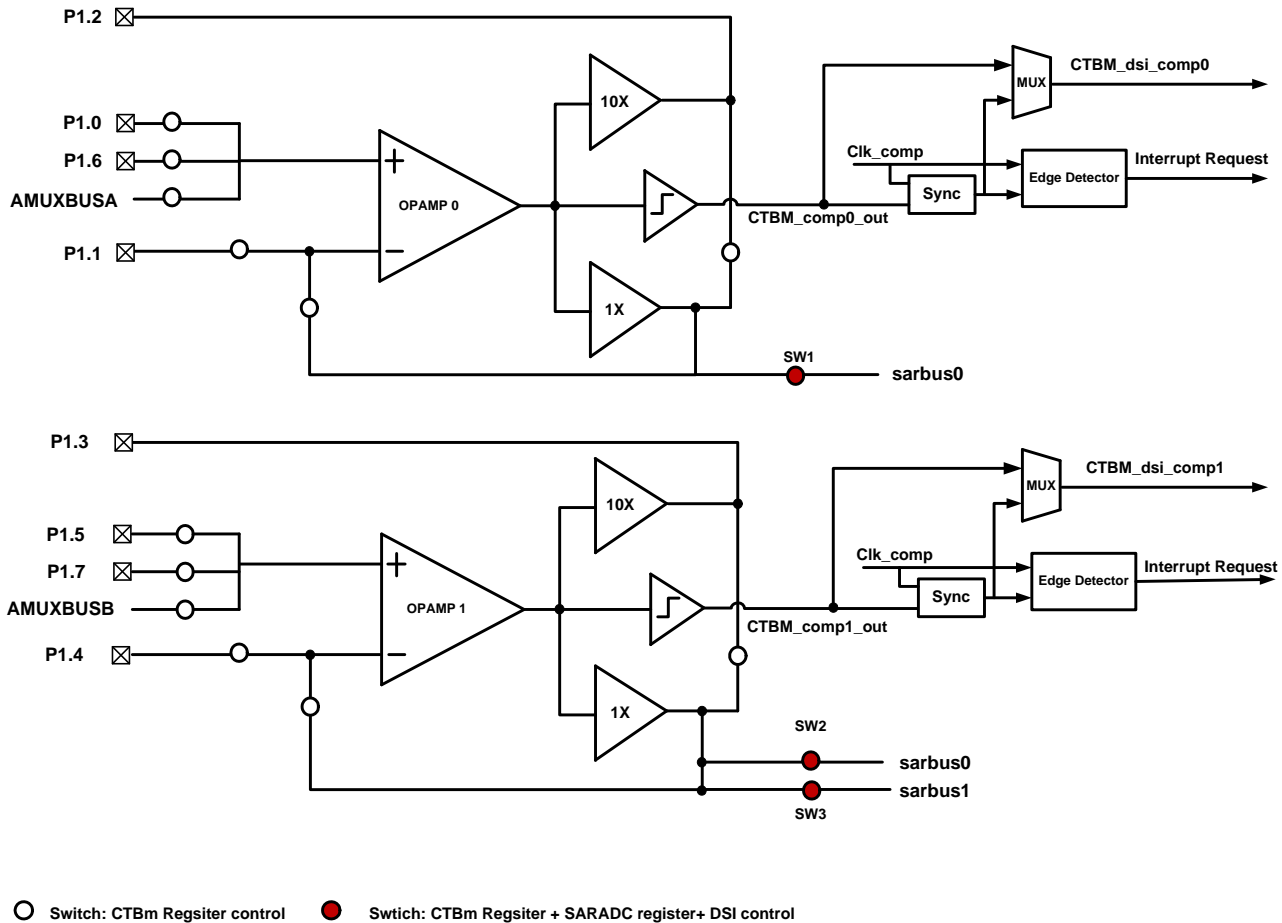 P1.2
CTBM_dsi_comp0
MUX
10X
P1.0
Clk_comp
Interrupt Request
P1.6
Edge Detector
Sync
AMUXBUSA
OPAMP 0
CTBM_comp0_out
P1.1
1X
SW1
sarbus0
P1.3
CTBM_dsi_comp1
MUX
10X
P1.5
Clk_comp
Interrupt Request
P1.7
Edge Detector
Sync
AMUXBUSB
OPAMP 1
CTBM_comp1_out
P1.4
1X
SW2
sarbus0
sarbus1
SW3
Switch: CTBm Regsiter control
Swtich: CTBm Regsiter + SARADC register+ DSI control